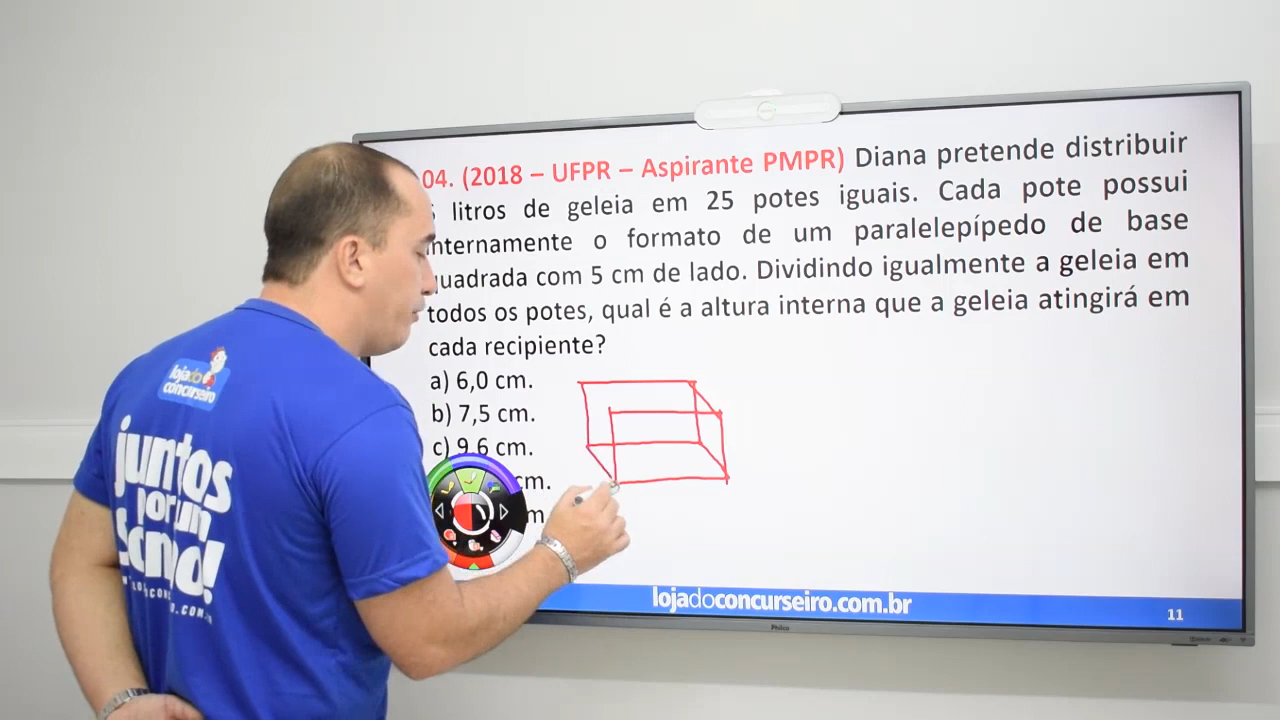 04. (2018 – UFPR – Aspirante PMPR) Diana pretende distribuir
litros de geleia em 25 potes iguais. Cada pote possui
internamente o formato de um paralelepípedo de base
quadrada com 5 cm de lado. Dividindo igualmente a geleia em
todos os potes, qual é a altura interna que a geleia atingirá em
cada recipiente?
a) 6,0 cm.
b) 7,5 cm.
c) 9,6 cm.
cm.
lojadoconcurseiro.com.br
11
Philco
lojado
concurseiro
juntos
por um